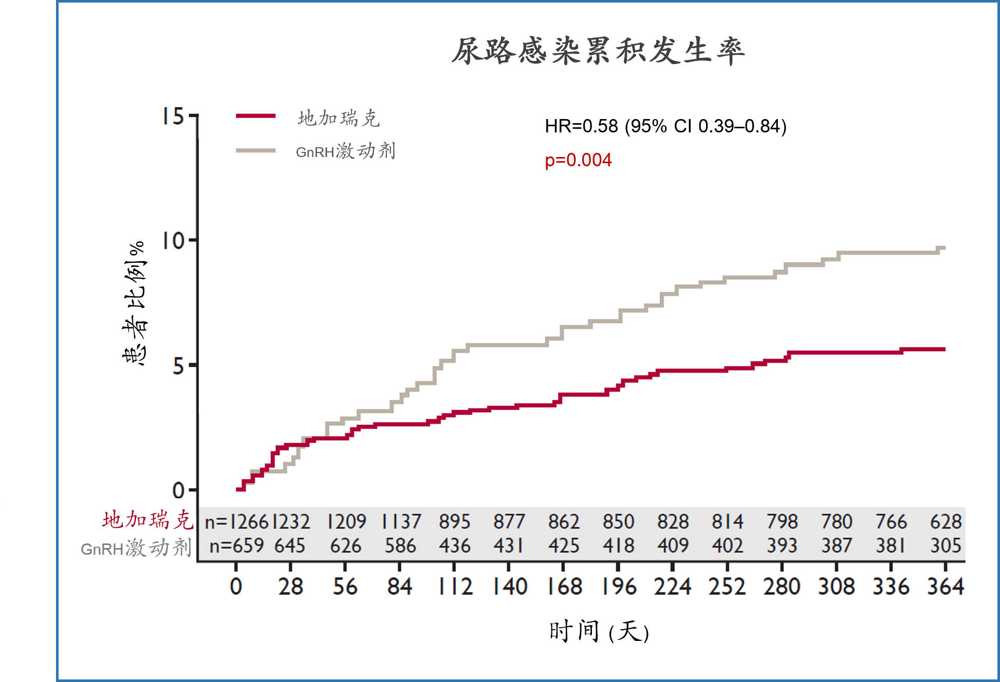 尿路感染累积发生率
地加瑞克
GnRH激动剂
HR=0.58 (95% CI 0.39–0.84)
p=0.004
患者比例%
15
10
5
0
地加瑞克 n=1266 1232 1209 1137 895 877 862 850 828 814 798 780 766 628
GnRH激动剂 n=659 645 626 586 436 431 425 418 409 402 393 387 381 305
0 28 56 84 112 140 168 196 224 252 280 308 336 364
时间 (天)